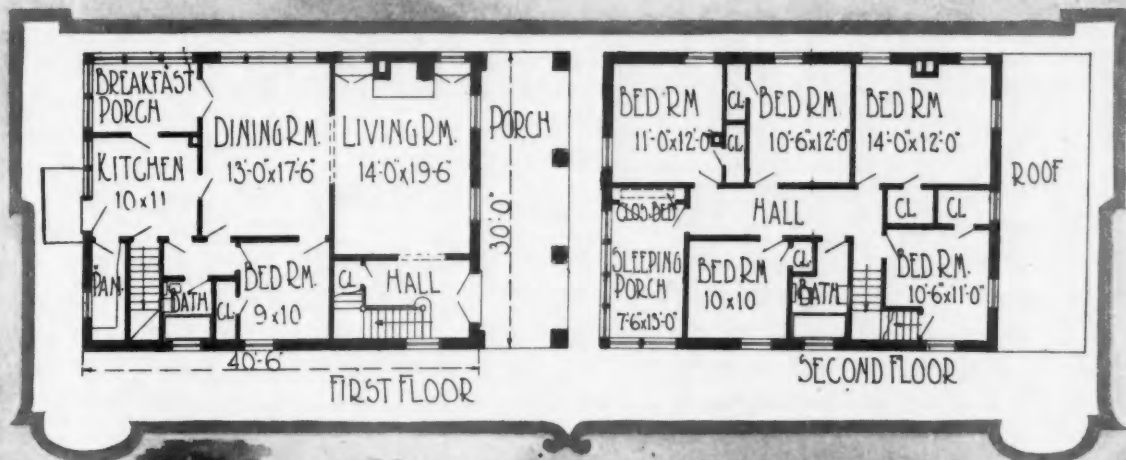 BREAKFAST
PORCH
DINING RM.
13'-0"x17'-6"
LIVING RM.
14'-0"x19'-6"
PORCH
KITCHEN
10x11
30'-0"
PAN.
BATH
CL.
BED RM.
9x10
CL
HALL
40'-6"
FIRST FLOOR
BED RM
11'-0"x12'-0"
CL
CL
BED RM
10'-6"x12'-0"
BED RM
14'-0"x12'-0"
ROOF
CLOS. BED
HALL
CL
CL
SLEEPING
PORCH
7'-6"x15'-0"
BED RM
10x10
CL
BATH
BED RM.
10'-6"x11'-0"
SECOND FLOOR